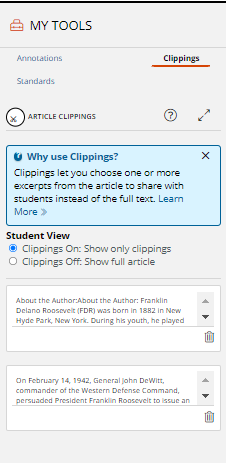 MY TOOLS
Annotations
Clippings
Standards
ARTICLE CLIPPINGS
?
Why use Clippings?
X
Clippings let you choose one or more
excerpts from the article to share with
students instead of the full text. Learn
More »
Student View
Clippings On: Show only clippings
Clippings Off: Show full article
About the Author:About the Author: Franklin
Delano Roosevelt (FDR) was born in 1882 in New
Hyde Park, New York. During his youth, he played
On February 14, 1942, General John DeWitt,
commander of the Western Defense Command,
persuaded President Franklin Roosevelt to issue an